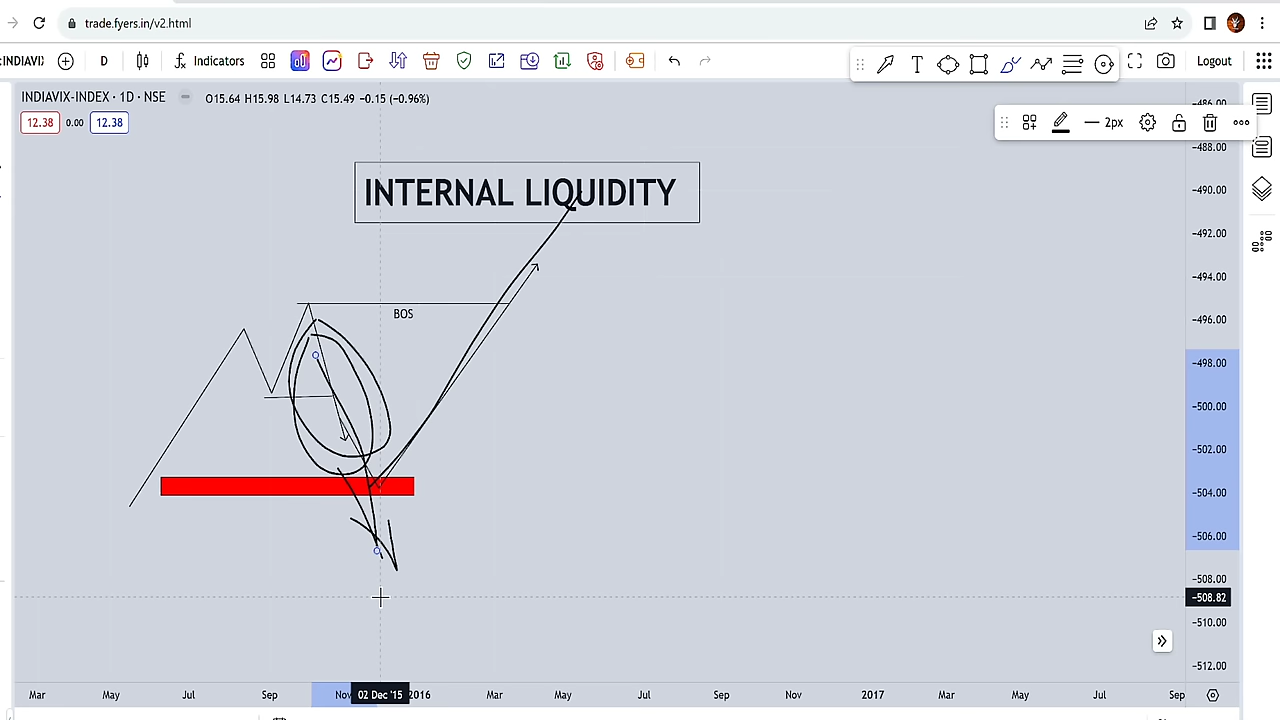 trade.fyers.in/v2.html
:INDIAVI
D
Indicators
Logout
INDIAVIX-INDEX · 1D · NSE
O15.64 H15.98 L14.73 C15.49 −0.15 (−0.96%)
12.38 0.00 12.38
2px
INTERNAL LIQUIDITY
BOS
−486.00
−488.00
−490.00
−492.00
−494.00
−496.00
−498.00
−500.00
−502.00
−504.00
−506.00
−508.00
−508.82
−510.00
−512.00
Mar May Jul Sep Nov 02 Dec '15 2016 Mar May Jul Sep Nov 2017 Mar May Jul Sep